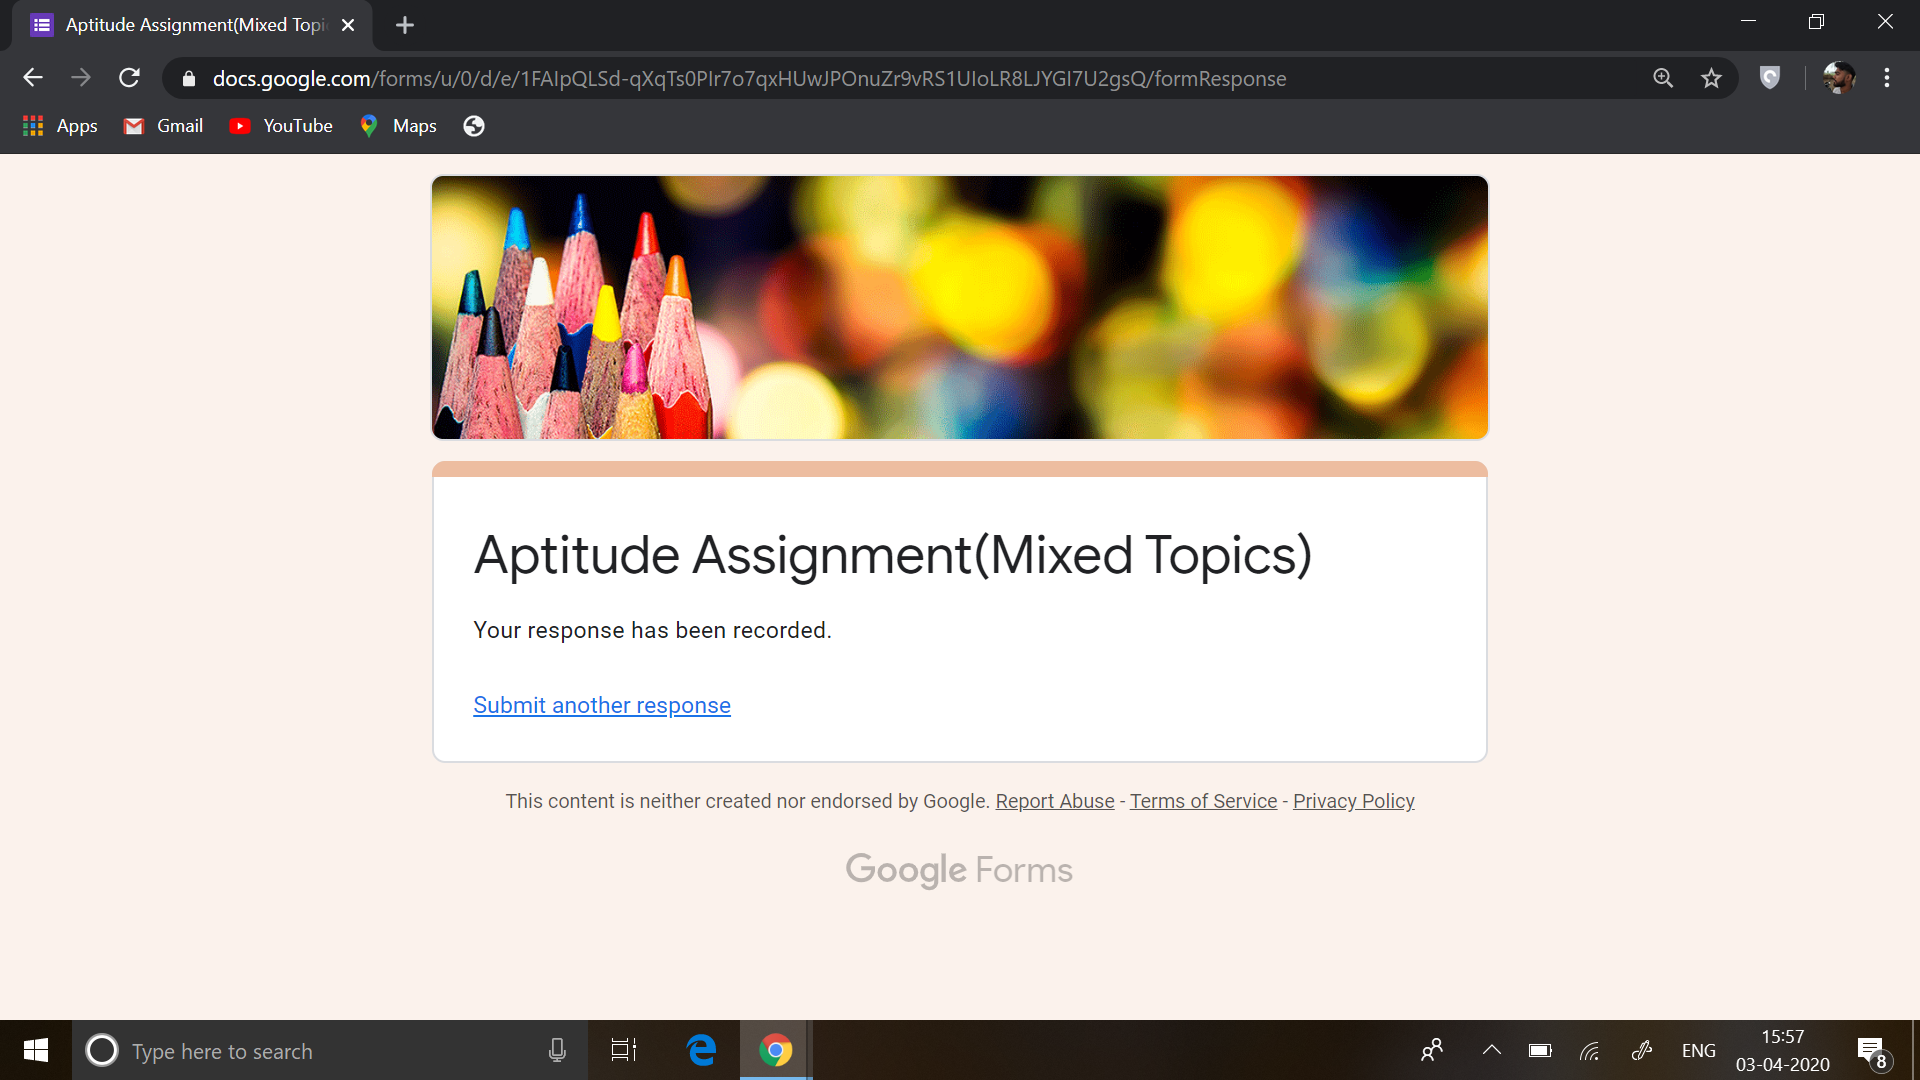 Aptitude Assignment(Mixed Topi
docs.google.com/forms/u/0/d/e/1FAIpQLSd-qXqTs0PIr7o7qxHUwJPOnuZr9vRS1UIoLR8LJYGI7U2gsQ/formResponse
Apps Gmail YouTube Maps
Aptitude Assignment(Mixed Topics)
Your response has been recorded.
Submit another response
This content is neither created nor endorsed by Google. Report Abuse - Terms of Service - Privacy Policy
Google Forms
Type here to search
ENG
15:57
03-04-2020
8